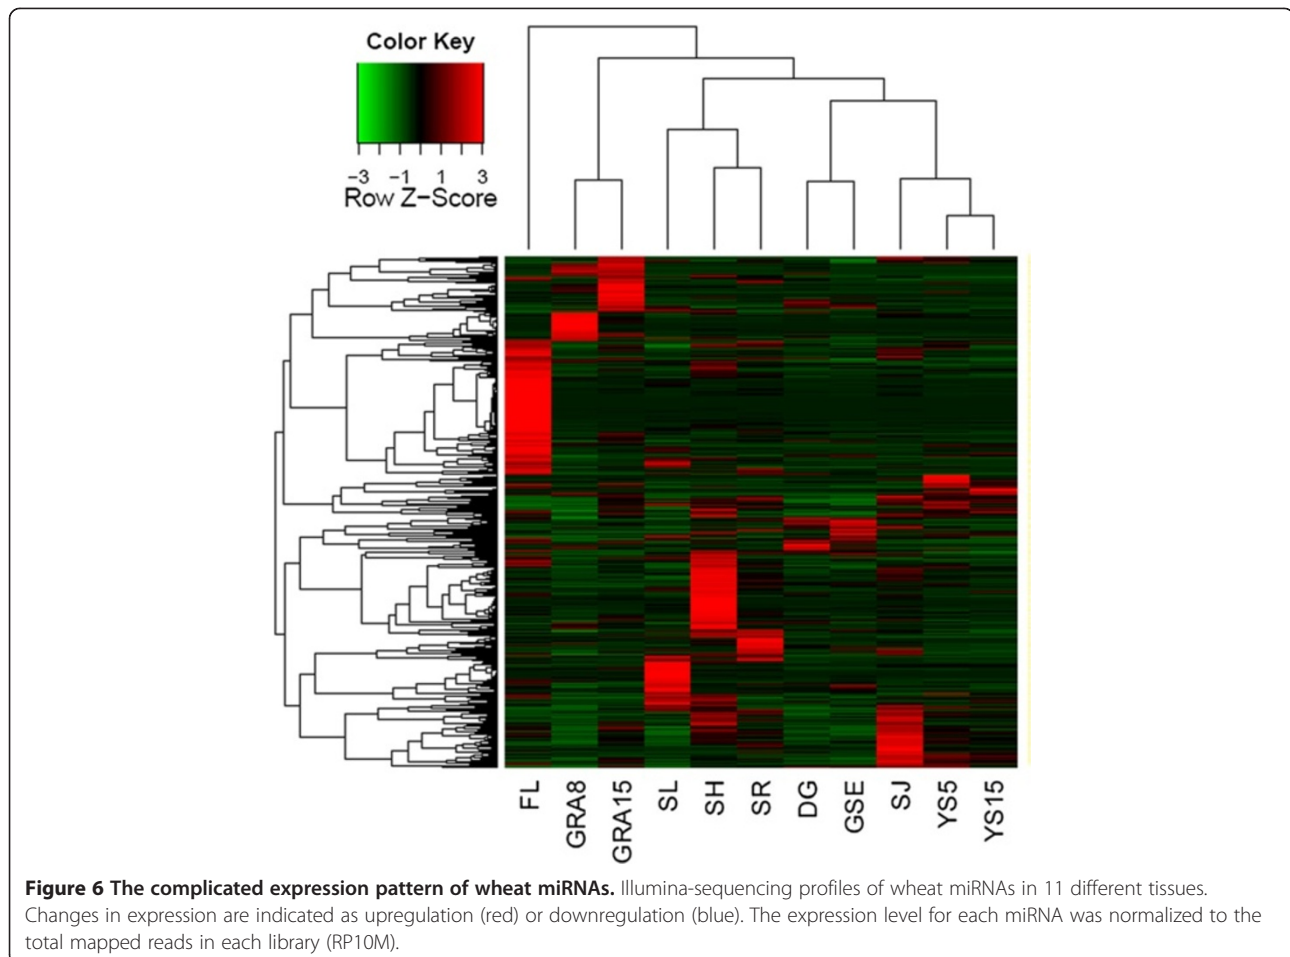 Color Key
−3 −1 1 3
Row Z−Score
FL GRA8 GRA15 SL SH SR DG GSE SJ YS5 YS15
Figure 6 The complicated expression pattern of wheat miRNAs. Illumina-sequencing profiles of wheat miRNAs in 11 different tissues.
Changes in expression are indicated as upregulation (red) or downregulation (blue). The expression level for each miRNA was normalized to the
total mapped reads in each library (RP10M).